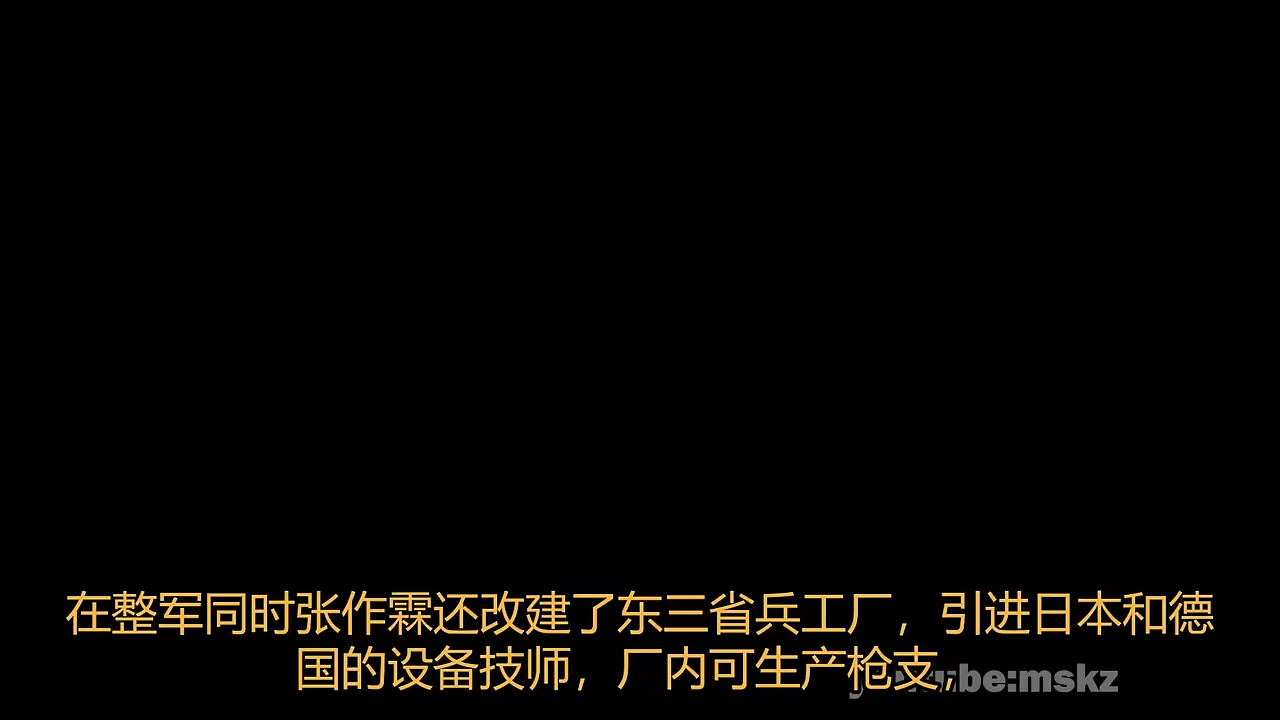 在整军同时张作霖还改建了东三省兵工厂，引进日本和德
国的设备技师，厂内可生产枪支，
be:mskz